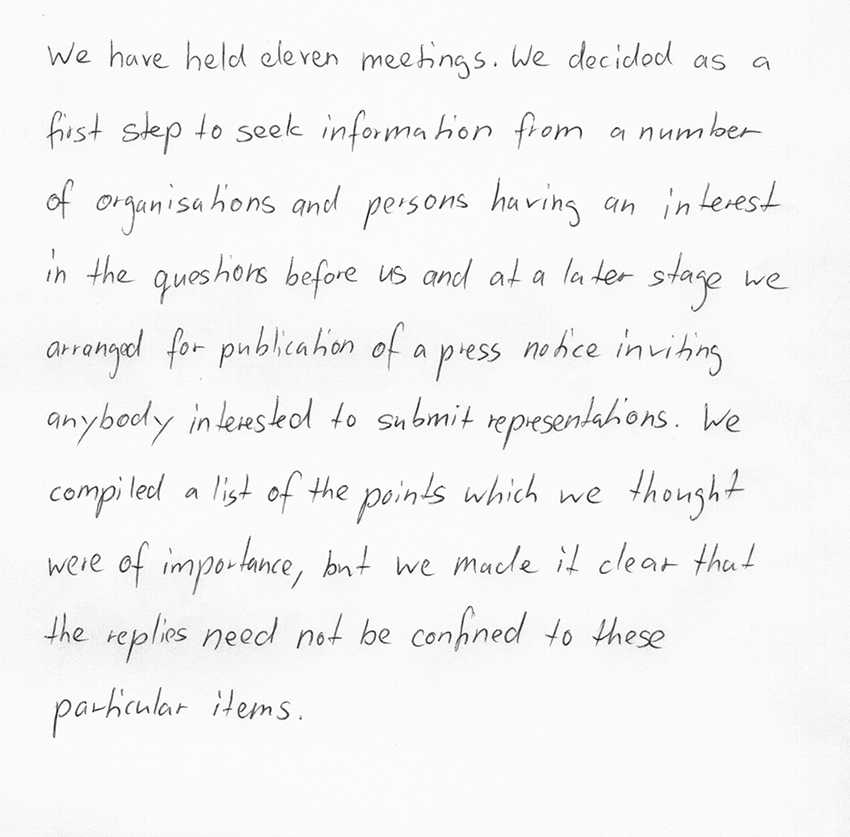 We have held eleven meetings. We decided as a
first step to seek information from a number
of organisations and persons having an interest
in the questions before us and at a later stage we
arranged for publication of a press notice inviting
anybody interested to submit representations. We
compiled a list of the points which we thought
were of importance, but we made it clear that
the replies need not be confined to these
particular items.